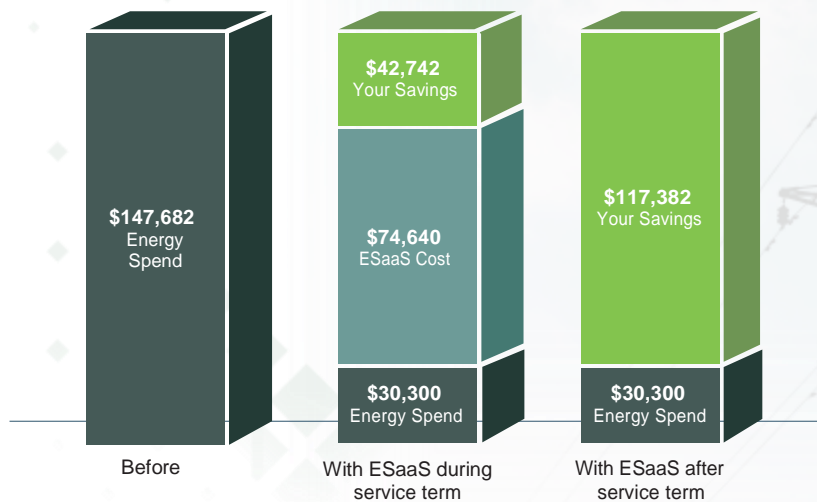 $147,682
Energy
Spend
Before
$42,742
Your Savings
$74,640
ESaaS Cost
$30,300
Energy Spend
With ESaaS during
service term
$117,382
Your Savings
$30,300
Energy Spend
With ESaaS after
service term